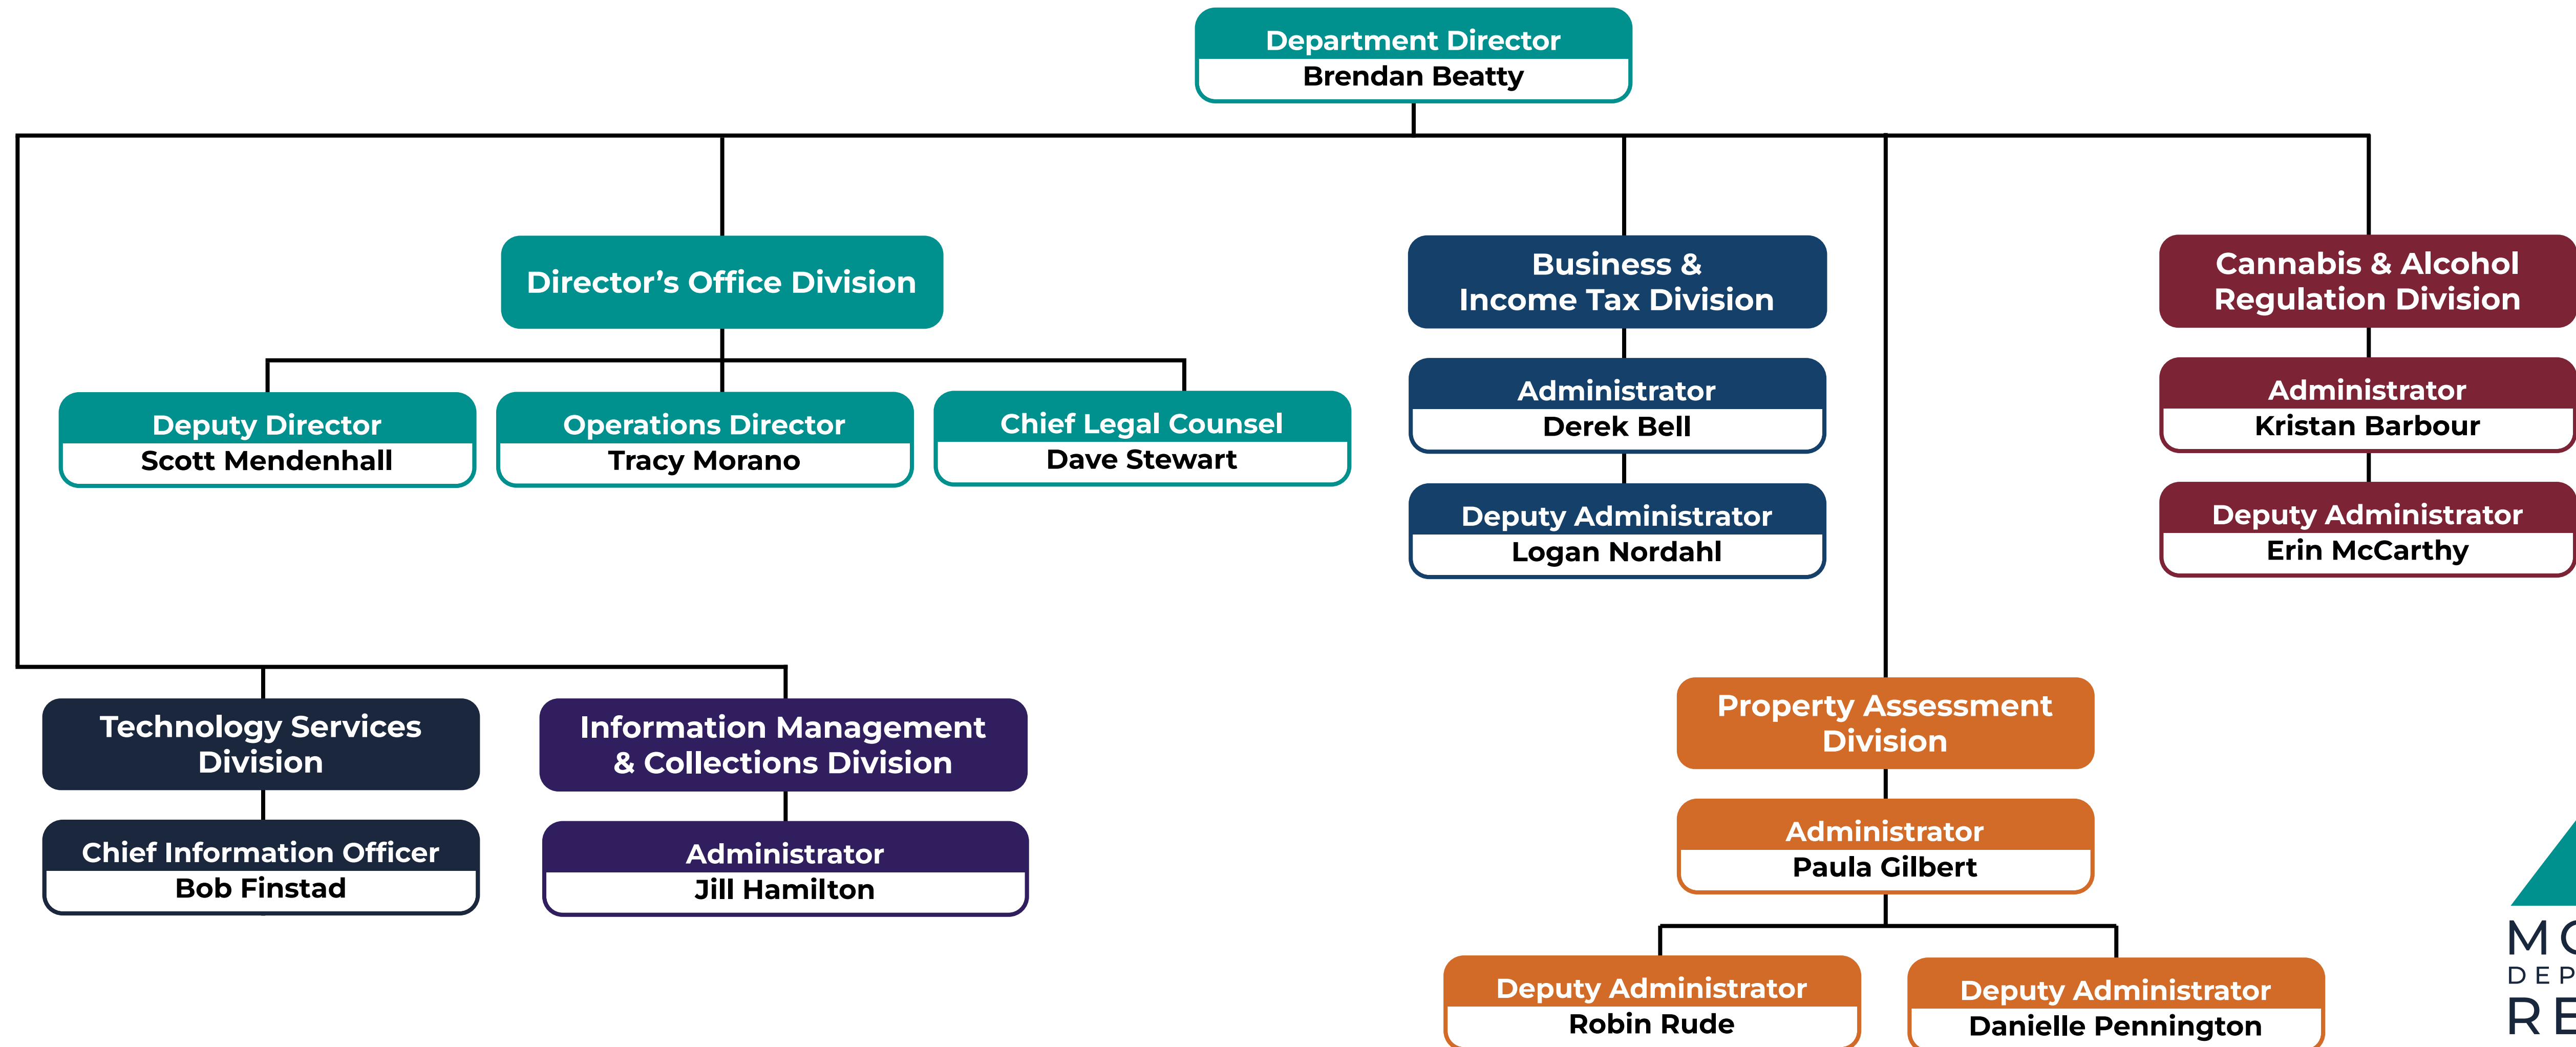 Department Director
Brendan Beatty
Director’s Office Division
Deputy Director
Scott Mendenhall
Operations Director
Tracy Morano
Chief Legal Counsel
Dave Stewart
Business &
Income Tax Division
Administrator
Derek Bell
Deputy Administrator
Logan Nordahl
Cannabis & Alcohol
Regulation Division
Administrator
Kristan Barbour
Deputy Administrator
Erin McCarthy
Technology Services
Division
Chief Information Officer
Bob Finstad
Information Management
& Collections Division
Administrator
Jill Hamilton
Property Assessment
Division
Administrator
Paula Gilbert
Deputy Administrator
Robin Rude
Deputy Administrator
Danielle Pennington